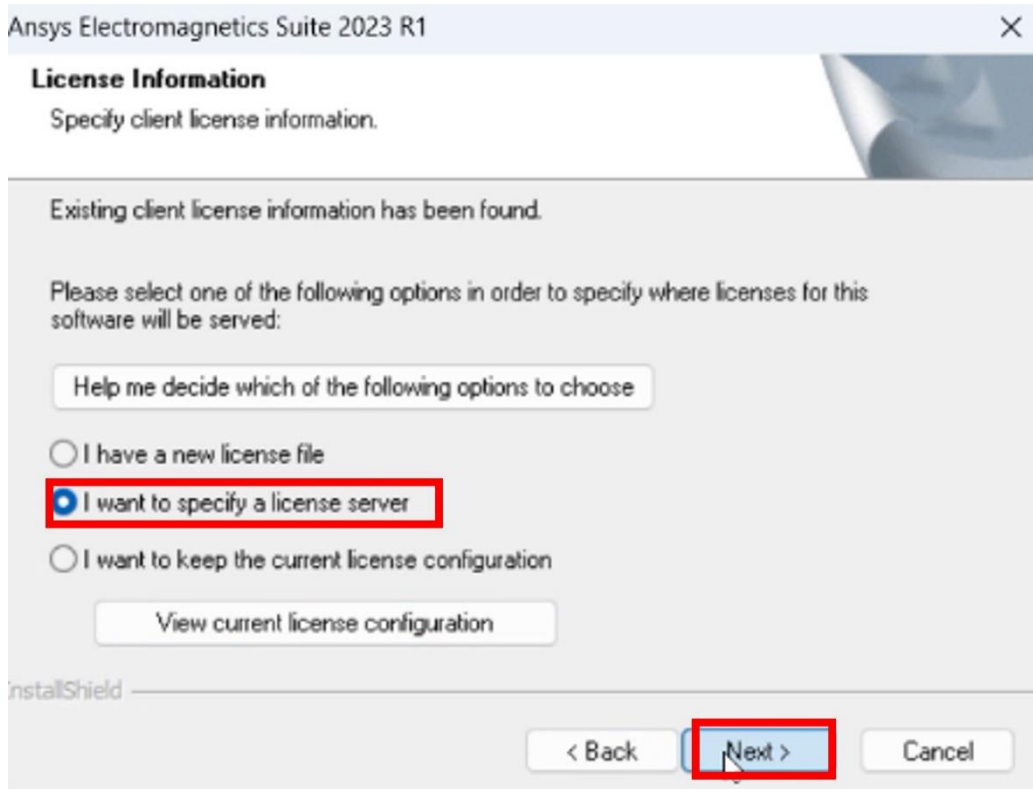 Ansys Electromagnetics Suite 2023 R1
License Information
Specify client license information.
Existing client license information has been found.
Please select one of the following options in order to specify where licenses for this
software will be served:
Help me decide which of the following options to choose
I have a new license file
I want to specify a license server
I want to keep the current license configuration
View current license configuration
InstallShield
< Back Next > Cancel